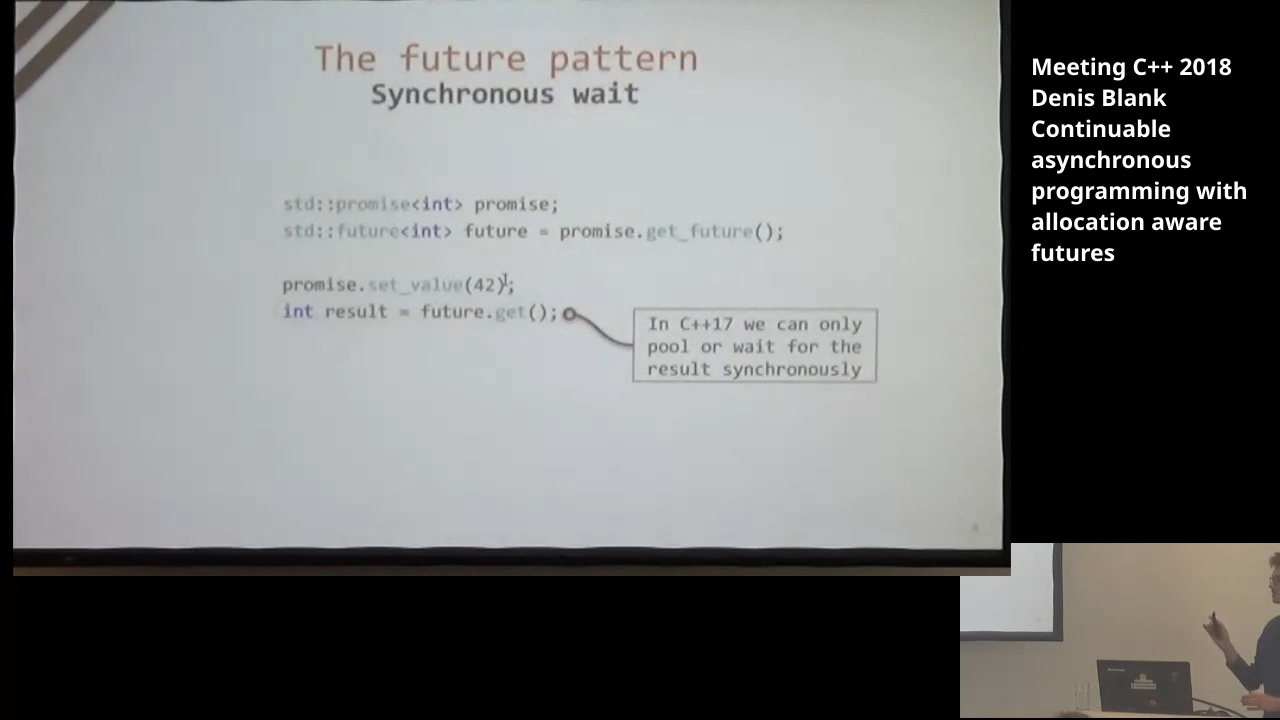 The future pattern
Synchronous wait
std::promise<int> promise;
std::future<int> future = promise.get_future();
promise.set_value(42);
int result = future.get();
In C++17 we can only
pool or wait for the
result synchronously
Meeting C++ 2018
Denis Blank
Continuable
asynchronous
programming with
allocation aware
futures